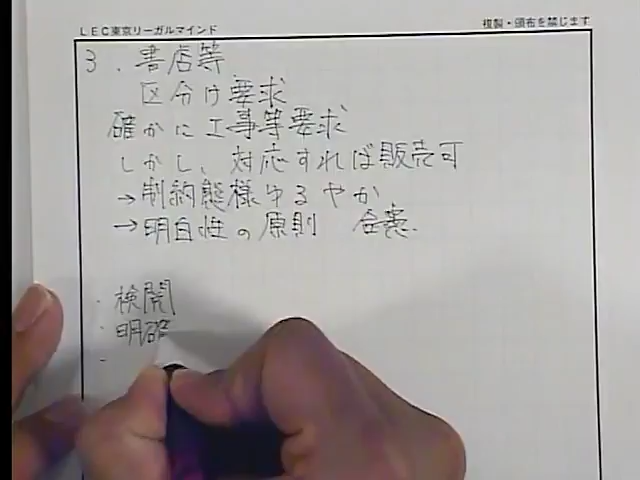 LEC東京リーガルマインド
複製・頒布を禁じます
3. 書店等
区分け要求
確かに工事等要求
しかし、対応すれば販売可
→制約態様ゆるやか
→明白性の原則 合憲.
・検閲
・明確